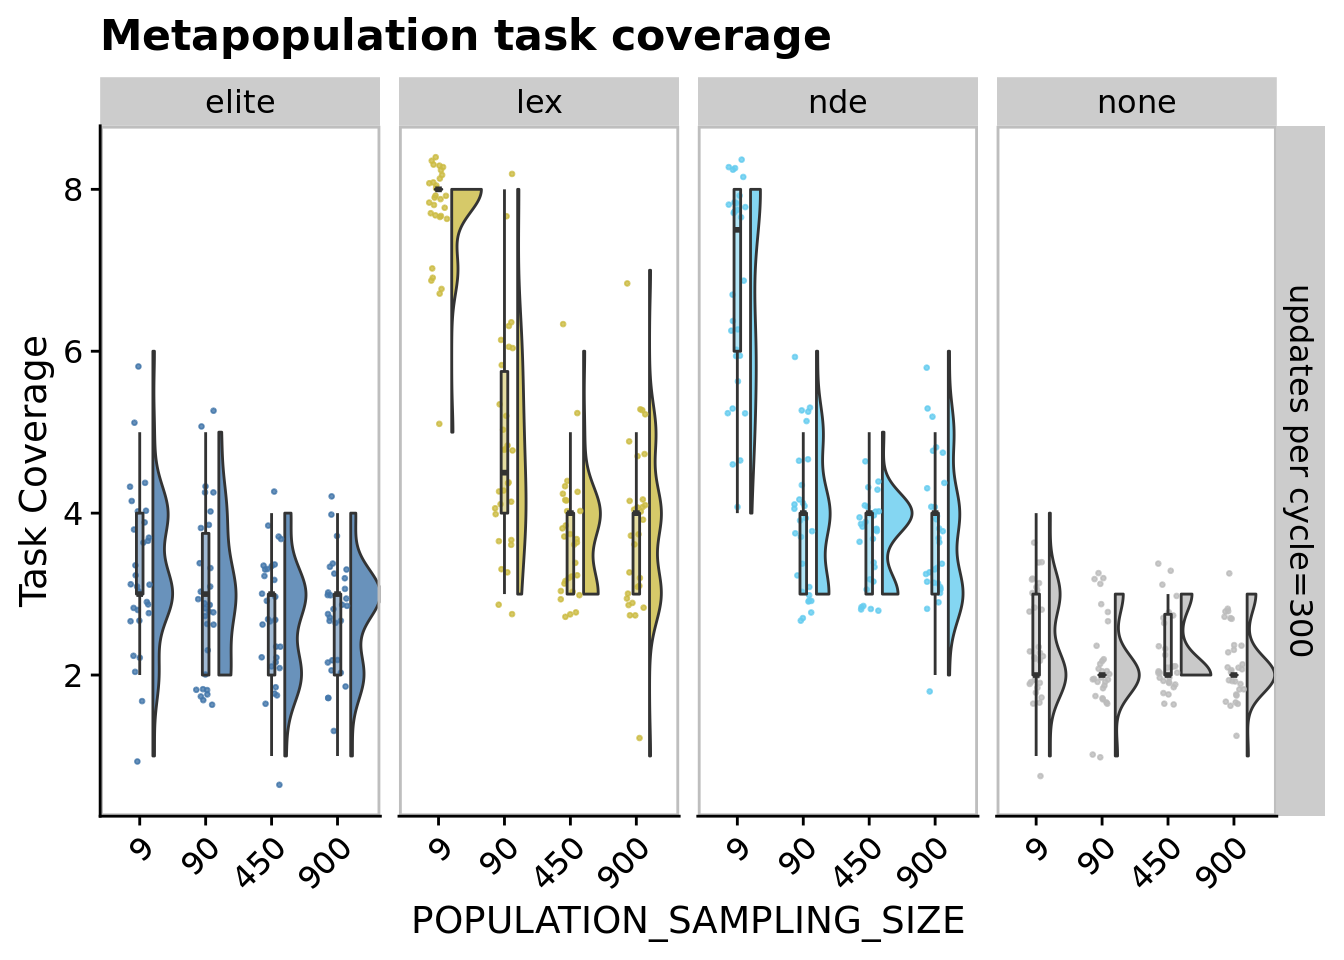 Metapopulation task coverage
elite
lex
nde
none
Task Coverage
8
6
4
2
updates per cycle=300
9
90
450
900
9
90
450
900
9
90
450
900
9
90
450
900
POPULATION_SAMPLING_SIZE